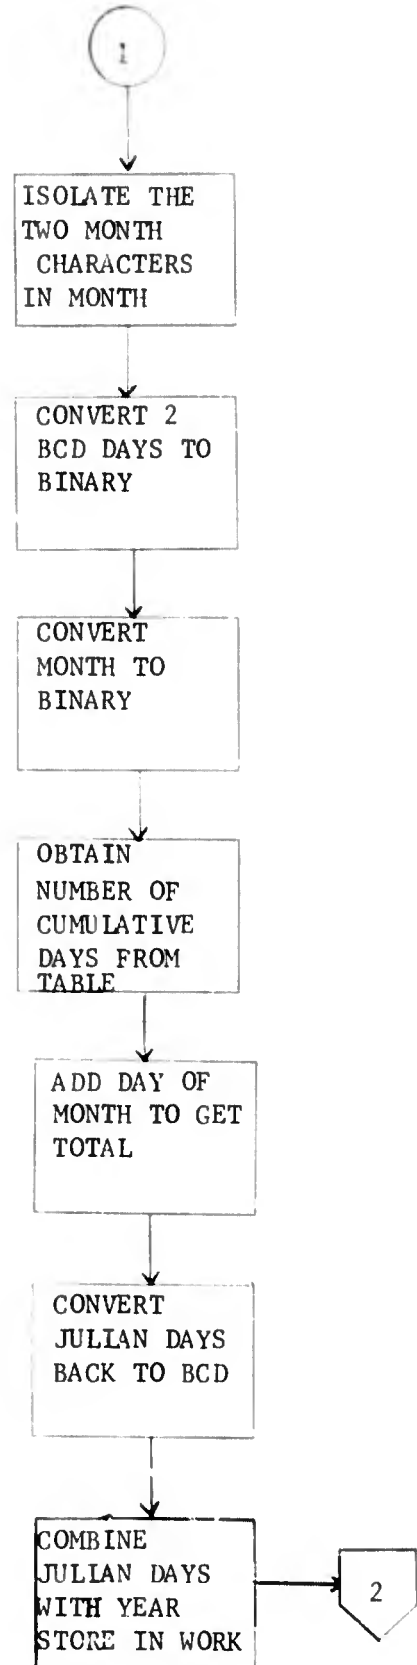 1
ISOLATE THE
TWO MONTH
CHARACTERS
IN MONTH
CONVERT 2
BCD DAYS TO
BINARY
CONVERT
MONTH TO
BINARY
OBTAIN
NUMBER OF
CUMULATIVE
DAYS FROM
TABLE
ADD DAY OF
MONTH TO GET
TOTAL
CONVERT
JULIAN DAYS
BACK TO BCD
COMBINE
JULIAN DAYS
WITH YEAR
STORE IN WORK
2